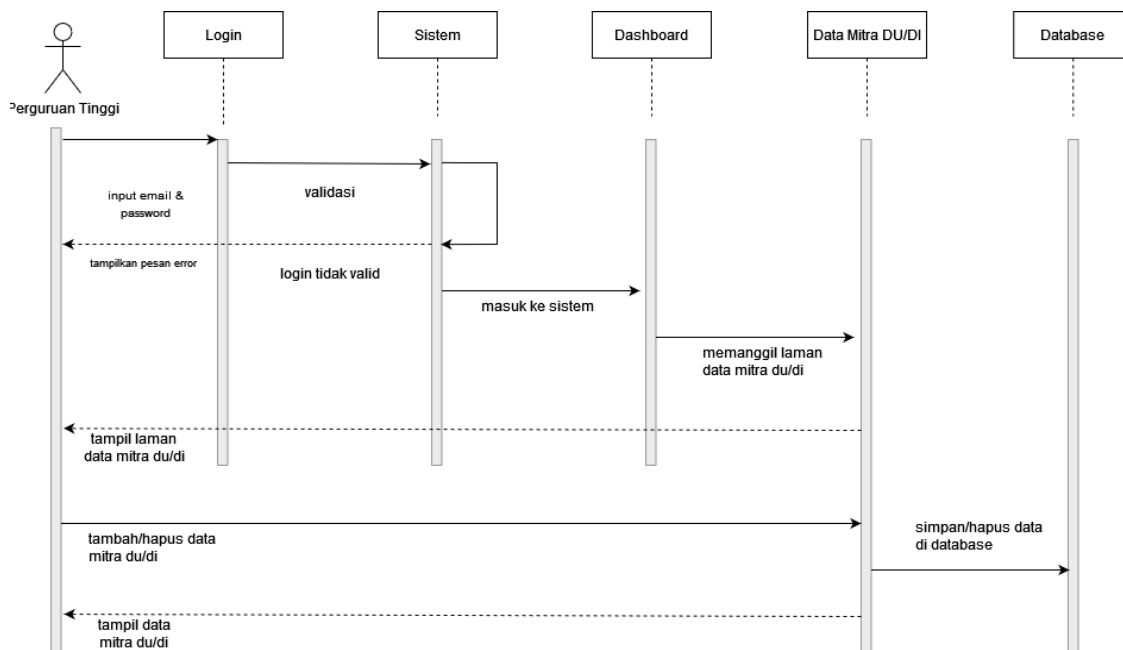 Login
Sistem
Dashboard
Data Mitra DU/DI
Database
Perguruan Tinggi
input email &
password
validasi
tampilkan pesan error
login tidak valid
masuk ke sistem
memanggil laman
data mitra du/di
tampil laman
data mitra du/di
tambah/hapus data
mitra du/di
simpan/hapus data
di database
tampil data
mitra du/di